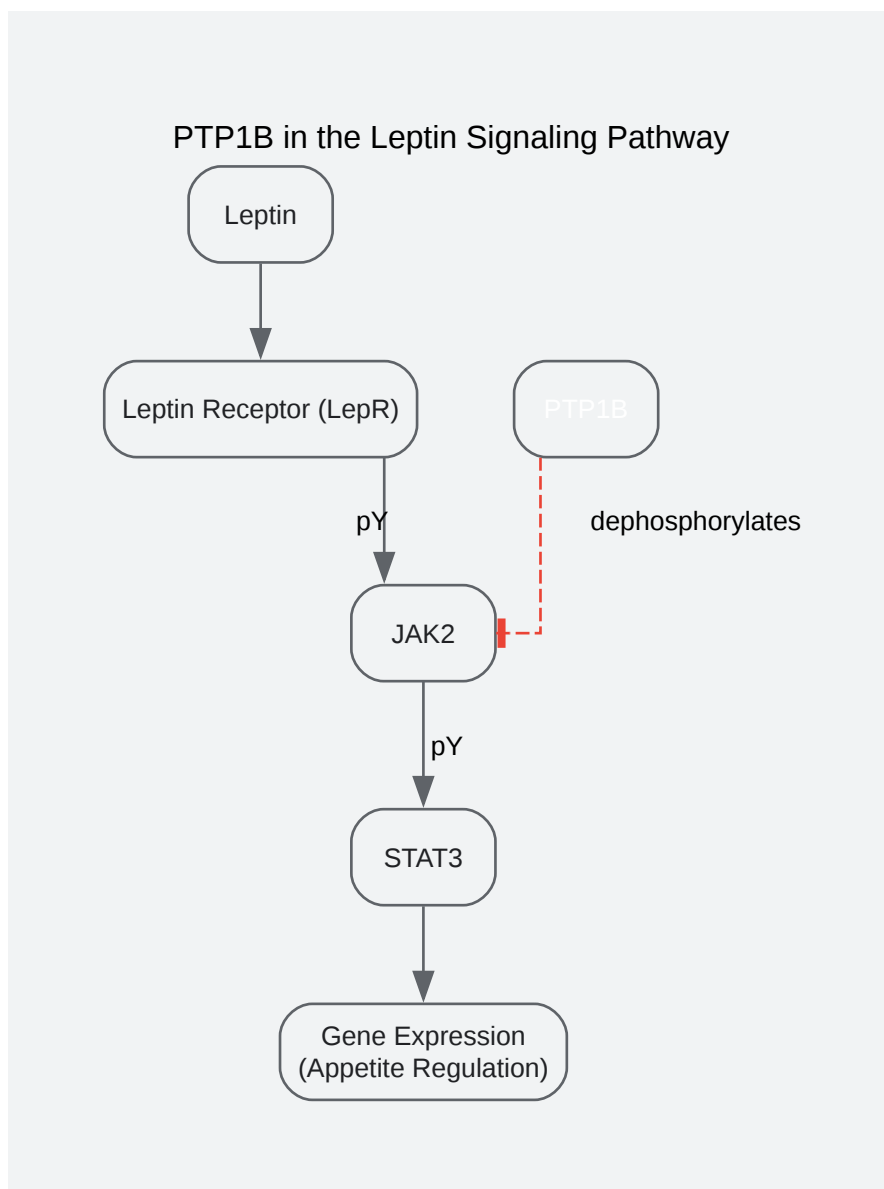 PTP1B in the Leptin Signaling Pathway
Leptin
Leptin Receptor (LepR)
PTP1B
pY
dephosphorylates
JAK2
pY
STAT3
Gene Expression
(Appetite Regulation)